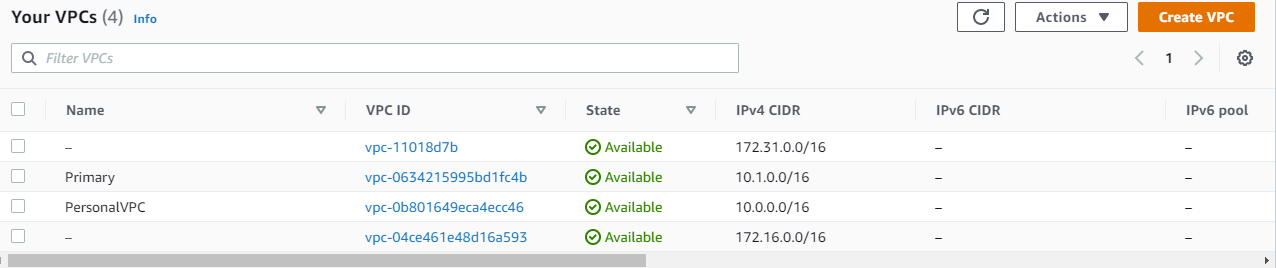 Your VPCs (4) Info Actions Create VPC
Filter VPCs 1
Name VPC ID State IPv4 CIDR IPv6 CIDR IPv6 pool
– vpc-11018d7b Available 172.31.0.0/16 – –
Primary vpc-0634215995bd1fc4b Available 10.1.0.0/16 – –
PersonalVPC vpc-0b801649eca4ecc46 Available 10.0.0.0/16 – –
– vpc-04ce461e48d16a593 Available 172.16.0.0/16 – –